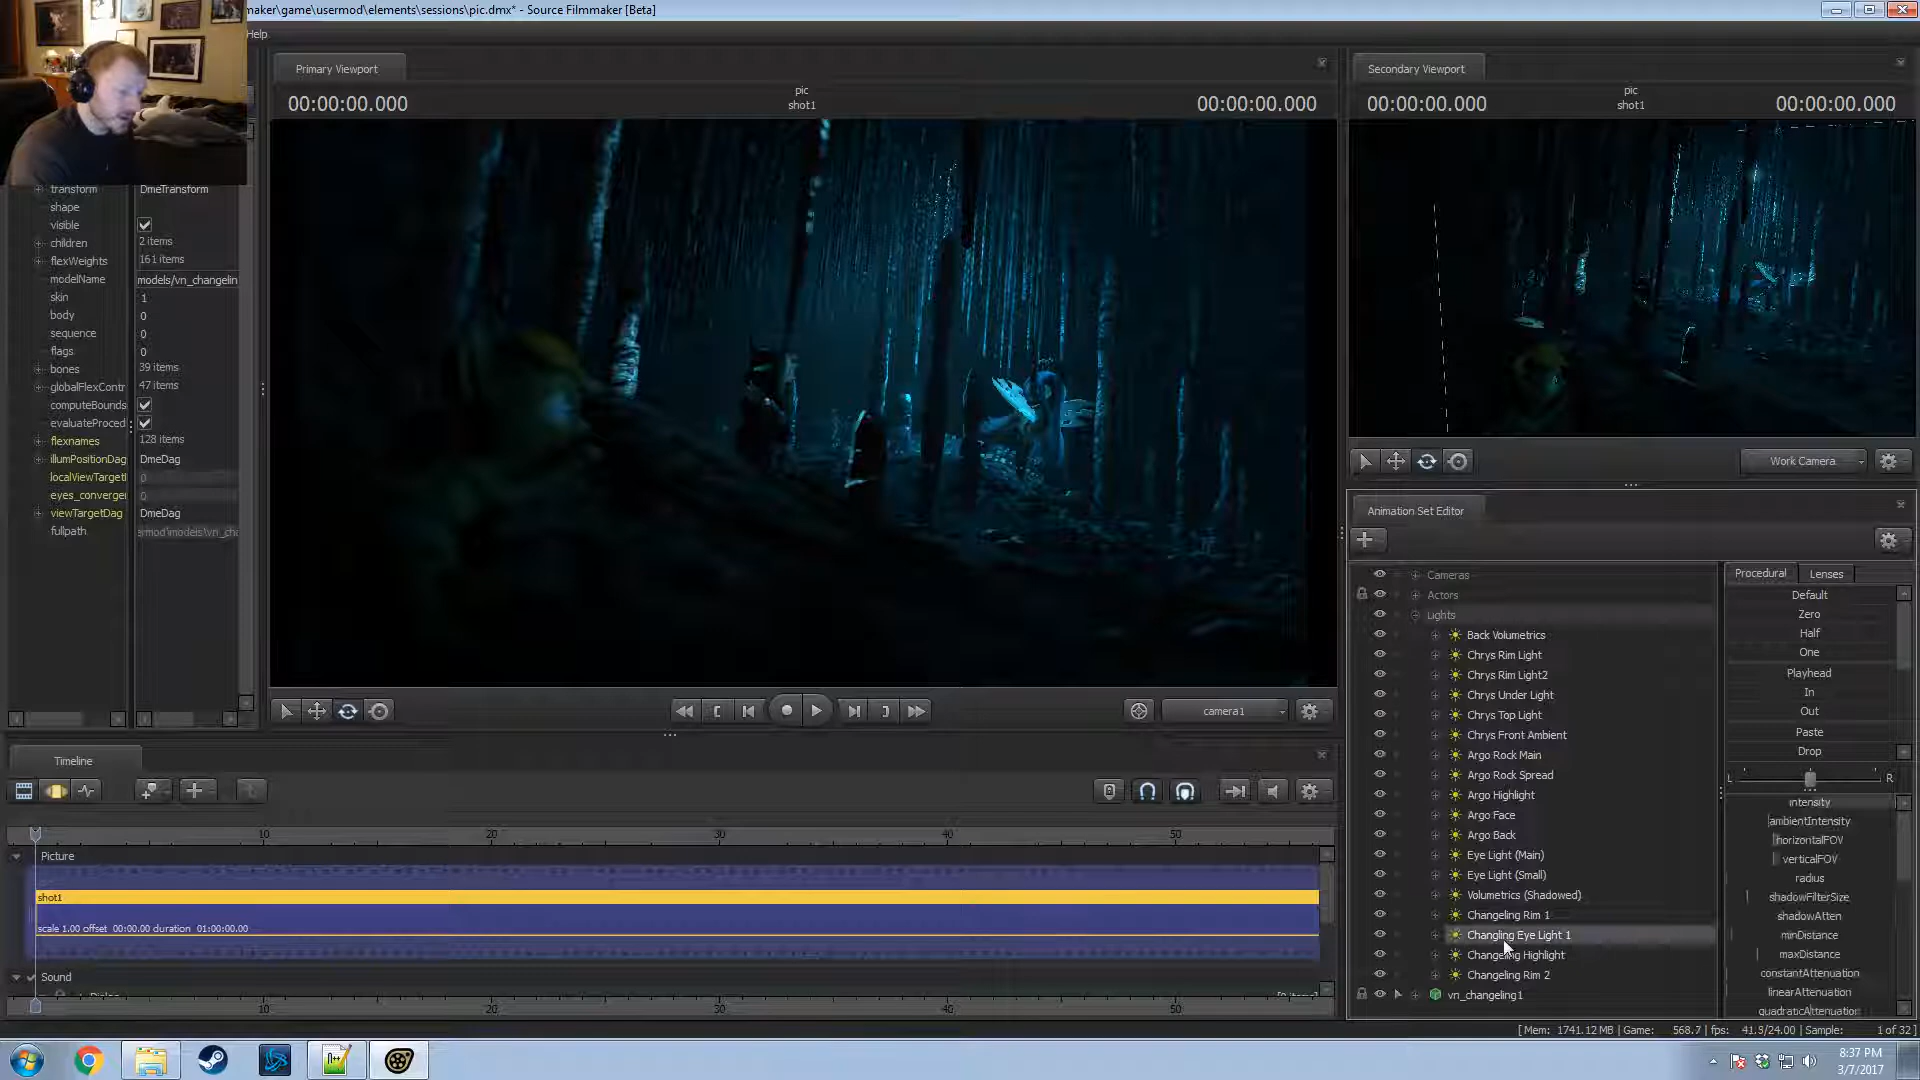 maker\game\usermod\elements\sessions\pic.dmx* - Source Filmmaker [Beta]
Help
Primary Viewport
pic
shot1
00:00:00.000
00:00:00.000
Secondary Viewport
pic
shot1
00:00:00.000
00:00:00.000
transform DmeTransform
shape
visible
children 2 items
flexWeights 161 items
modelName models/vn_changelin
skin 1
body 0
sequence 0
flags 0
bones 39 items
globalFlexContr 47 items
computeBounds
evaluateProced
flexnames 128 items
illumPositionDag DmeDag
localViewTarget 0
eyes_converge 0
viewTargetDag DmeDag
fullpath ermod\models\vn_cha
camera1
Work Camera
Animation Set Editor
Cameras
Actors
Lights
Back Volumetrics
Chrys Rim Light
Chrys Rim Light2
Chrys Under Light
Chrys Top Light
Chrys Front Ambient
Argo Rock Main
Argo Rock Spread
Argo Highlight
Argo Face
Argo Back
Eye Light (Main)
Eye Light (Small)
Volumetrics (Shadowed)
Changeling Rim 1
Changling Eye Light 1
Changeling Highlight
Changeling Rim 2
vn_changeling1
Procedural Lenses
Default
Zero
Half
One
Playhead
In
Out
Paste
Drop
L R
intensity
ambientIntensity
horizontalFOV
verticalFOV
radius
shadowFilterSize
shadowAtten
minDistance
maxDistance
constantAttenuation
linearAttenuation
quadraticAttenuation
Timeline
10 20 30 40 50
Picture
shot1
scale 1.00 offset 00:00.00 duration 01:00:00.00
Sound
10 20 30 40 50
[ Mem: 1741.12 MB | Game: 568.7 | fps: 41.9/24.00 | Sample: 1 of 32 ]
8:37 PM
3/7/2017